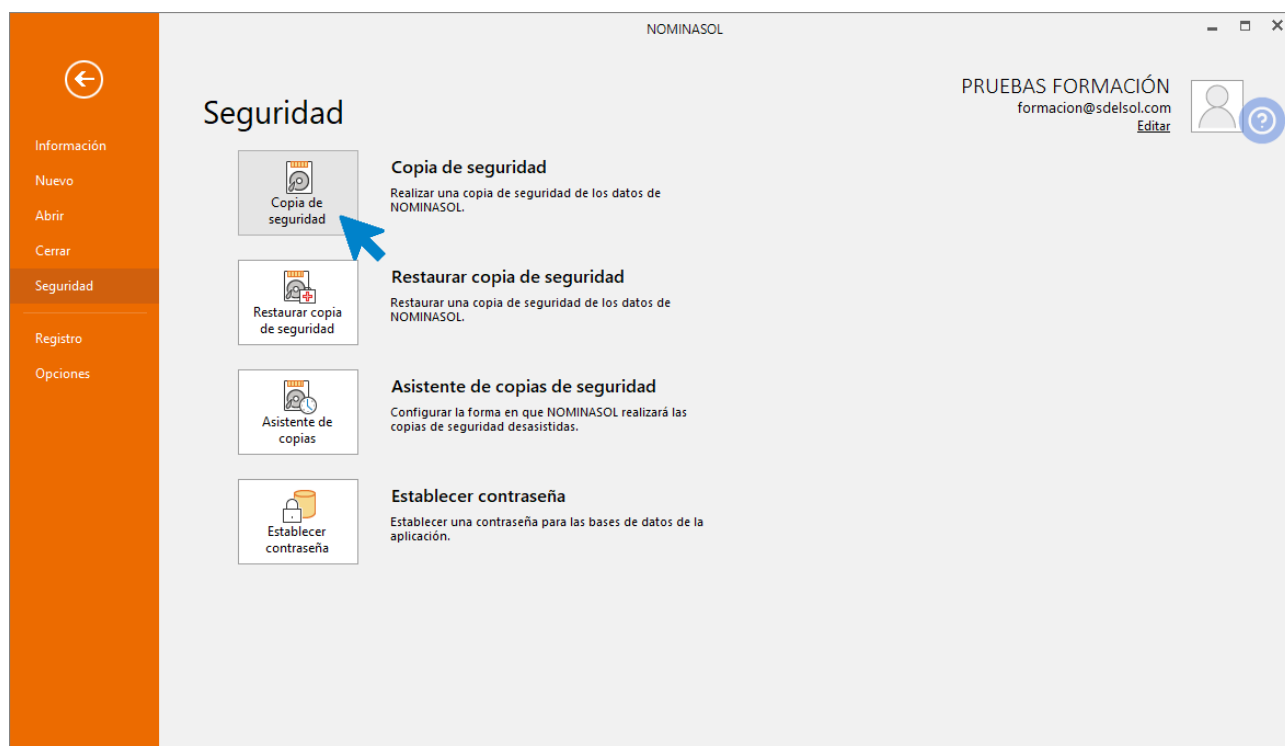 NOMINASOL
PRUEBAS FORMACIÓN
formacion@sdelsol.com
Editar
Información
Nuevo
Abrir
Cerrar
Seguridad
Registro
Opciones
Seguridad
Copia de
seguridad
Copia de seguridad
Realizar una copia de seguridad de los datos de
NOMINASOL.
Restaurar copia
de seguridad
Restaurar copia de seguridad
Restaurar una copia de seguridad de los datos de
NOMINASOL.
Asistente de
copias
Asistente de copias de seguridad
Configurar la forma en que NOMINASOL realizará las
copias de seguridad desasistidas.
Establecer
contraseña
Establecer contraseña
Establecer una contraseña para las bases de datos de la
aplicación.